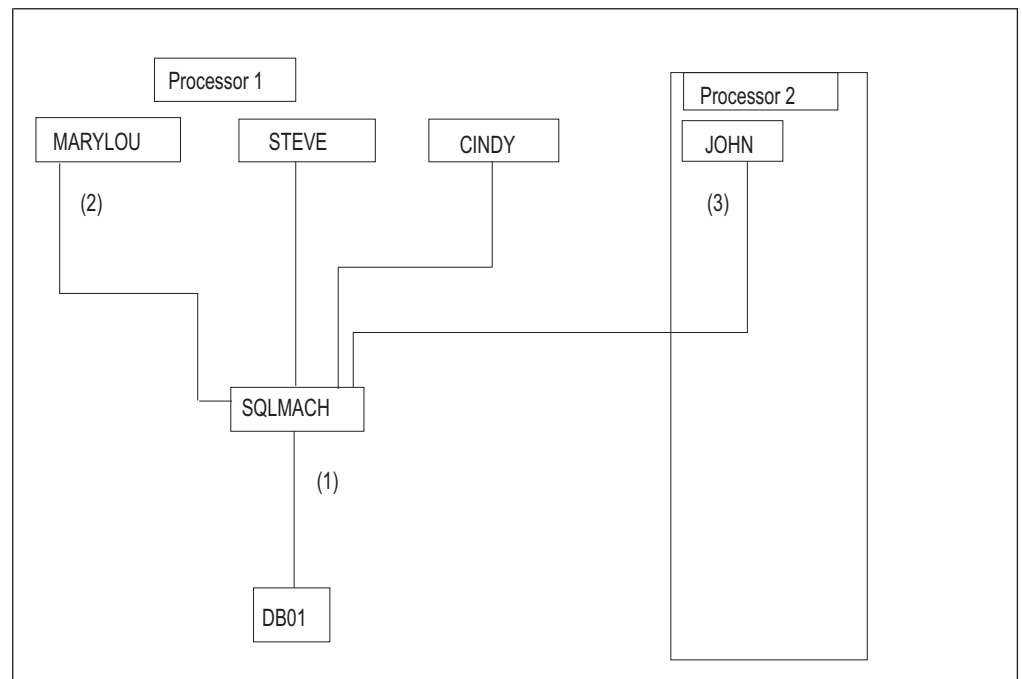 Processor 1
Processor 2
MARYLOU
STEVE
CINDY
JOHN
(2)
(3)
SQLMACH
(1)
DB01